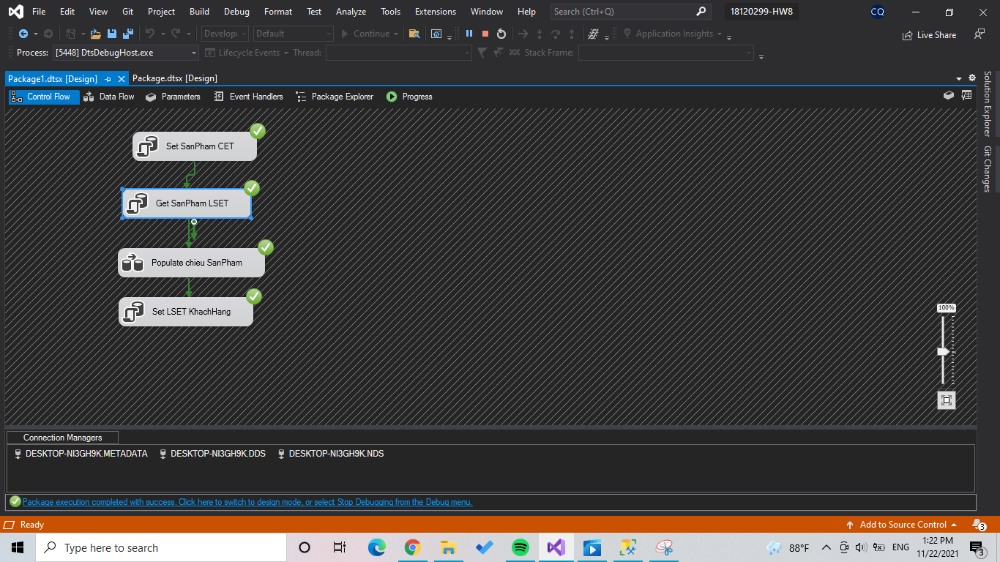 File Edit View Git Project Build Debug Format Test Analyze Tools Extensions Window Help Search (Ctrl+Q) 18120299-HW8 CQ
Develop Default Continue Application Insights Live Share
Process: [5448] DtsDebugHost.exe Lifecycle Events Thread: Stack Frame:
Package1.dtsx [Design] Package.dtsx [Design]
Control Flow Data Flow Parameters Event Handlers Package Explorer Progress
Solution Explorer
Git Changes
Set SanPham CET
Get SanPham LSET
Populate chieu SanPham
Set LSET KhachHang
100%
Connection Managers
DESKTOP-NI3GH9K.METADATA DESKTOP-NI3GH9K.DDS DESKTOP-NI3GH9K.NDS
Package execution completed with success. Click here to switch to design mode, or select Stop Debugging from the Debug menu.
Ready Add to Source Control 3
Type here to search 88°F ENG 1:22 PM 3
11/22/2021